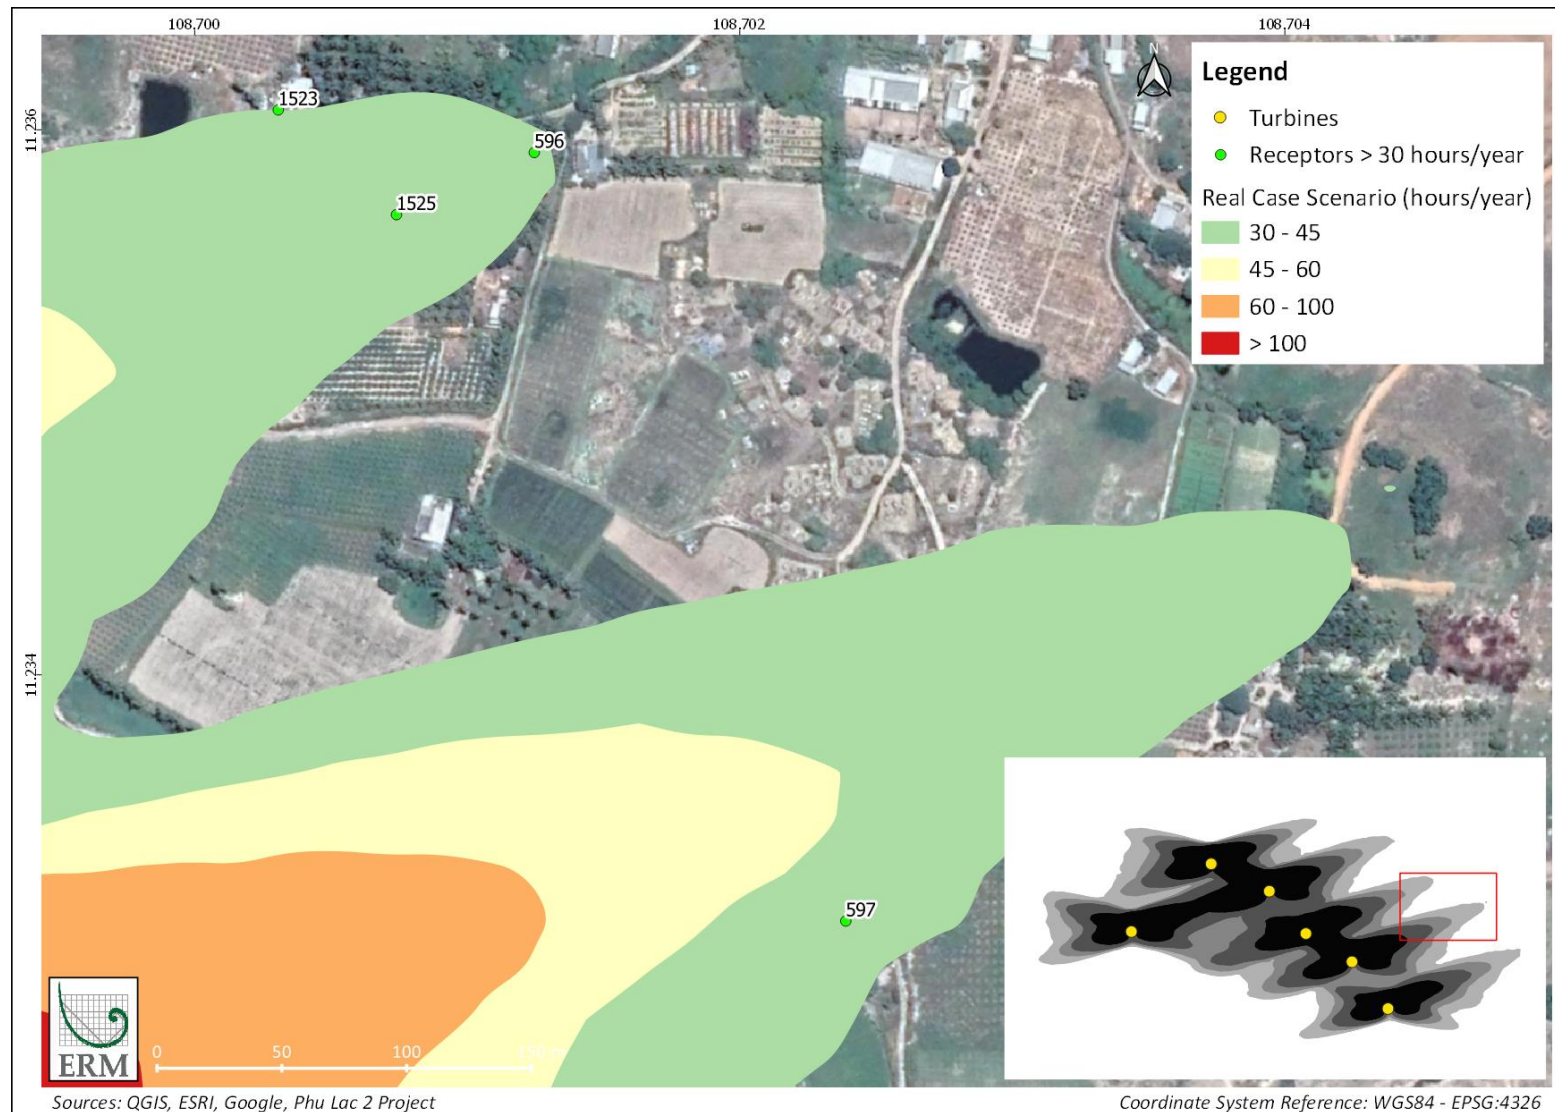 108,700 108,702 108,704
N
Legend
Turbines
Receptors > 30 hours/year
Real Case Scenario (hours/year)
30 - 45
45 - 60
60 - 100
> 100
1523
11.236
596
1525
11.234
597
ERM
0 50 100 150 m
Sources: QGIS, ESRI, Google, Phu Lac 2 Project
Coordinate System Reference: WGS84 - EPSG:4326